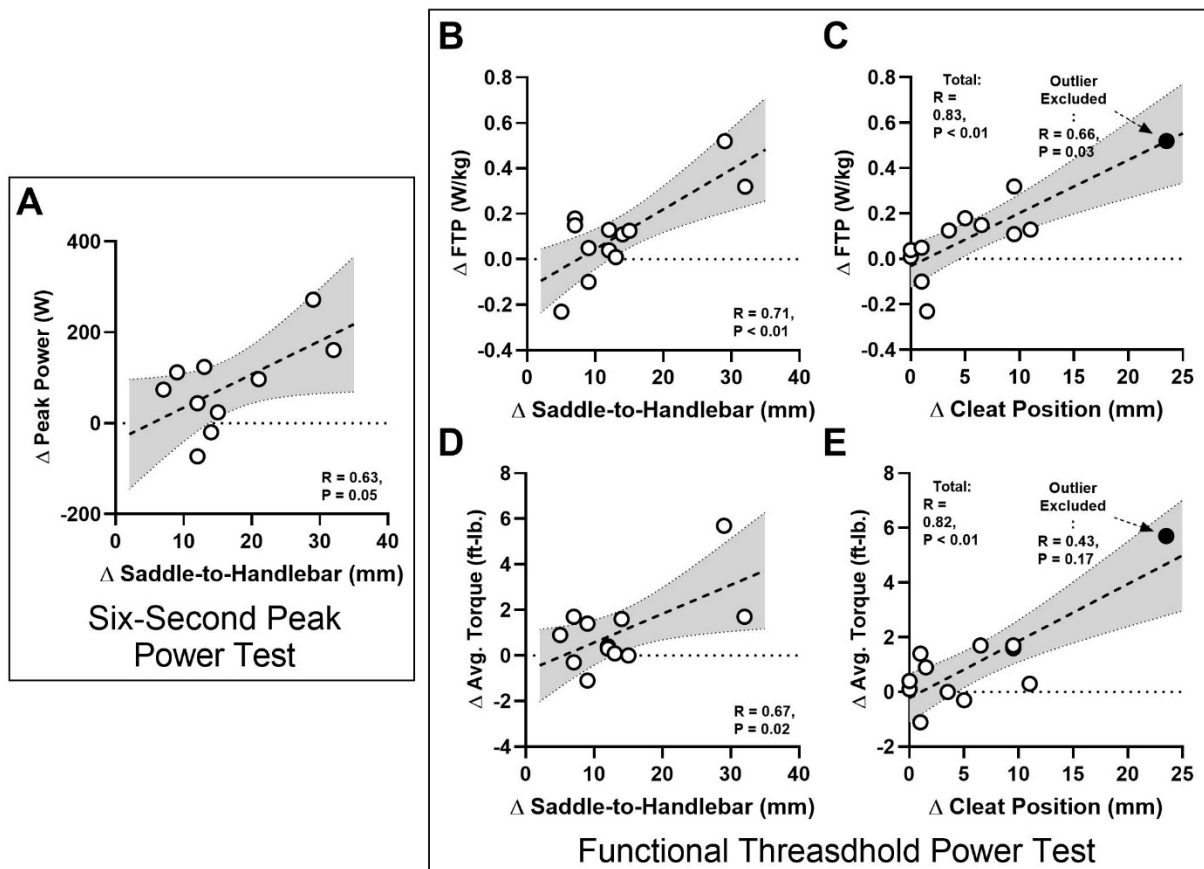 A
400
200
0
-200
Δ Peak Power (W)
0 10 20 30 40
Δ Saddle-to-Handlebar (mm)
R = 0.63,
P = 0.05
Six-Second Peak
Power Test
B
0.8
0.6
0.4
0.2
0.0
-0.2
-0.4
Δ FTP (W/kg)
0 10 20 30 40
Δ Saddle-to-Handlebar (mm)
R = 0.71,
P < 0.01
C
0.8
0.6
0.4
0.2
0.0
-0.2
-0.4
Δ FTP (W/kg)
Total:
R =
0.83,
P < 0.01
Outlier
Excluded
:
R = 0.66,
P = 0.03
0 5 10 15 20 25
Δ Cleat Position (mm)
D
8
6
4
2
0
-2
-4
Δ Avg. Torque (ft-lb.)
0 10 20 30 40
Δ Saddle-to-Handlebar (mm)
R = 0.67,
P = 0.02
E
8
6
4
2
0
-2
Δ Avg. Torque (ft-lb.)
Total:
R =
0.82,
P < 0.01
Outlier
Excluded
:
R = 0.43,
P = 0.17
0 5 10 15 20 25
Δ Cleat Position (mm)
Functional Threasdhold Power Test